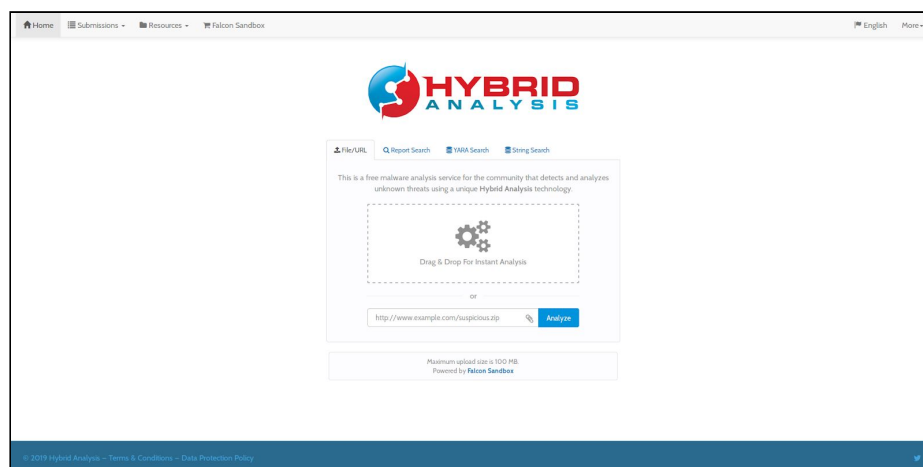 Home Submissions Resources Falcon Sandbox English More
HYBRID
ANALYSIS
File/URL Report Search YARA Search String Search
This is a free malware analysis service for the community that detects and analyzes
unknown threats using a unique Hybrid Analysis technology.
Drag & Drop For Instant Analysis
or
http://www.example.com/suspicious.zip Analyze
Maximum upload size is 100 MB.
Powered by Falcon Sandbox
© 2019 Hybrid Analysis – Terms & Conditions – Data Protection Policy